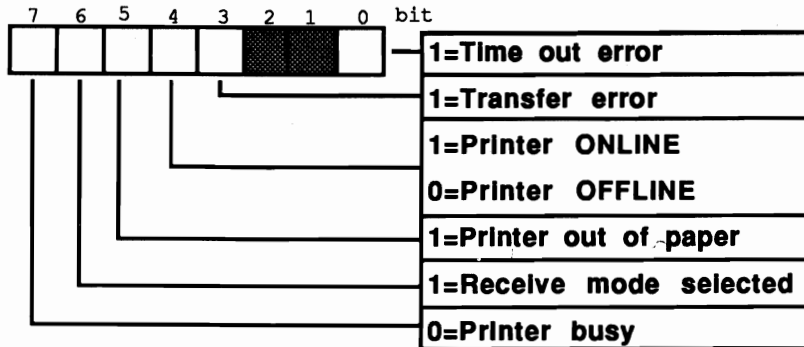 7 6 5 4 3 2 1 0 bit
1=Time out error
1=Transfer error
1=Printer ONLINE
0=Printer OFFLINE
1=Printer out of paper
1=Receive mode selected
0=Printer busy